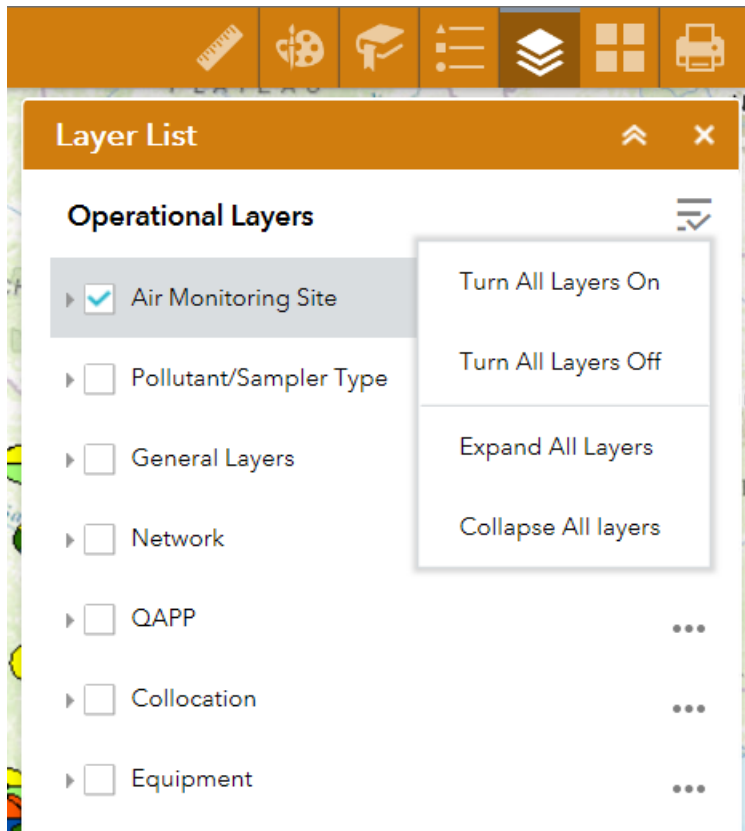 PLATEAU
Layer List
Operational Layers
Air Monitoring Site
Pollutant/Sampler Type
General Layers
Network
QAPP
Collocation
Equipment
Turn All Layers On
Turn All Layers Off
Expand All Layers
Collapse All layers